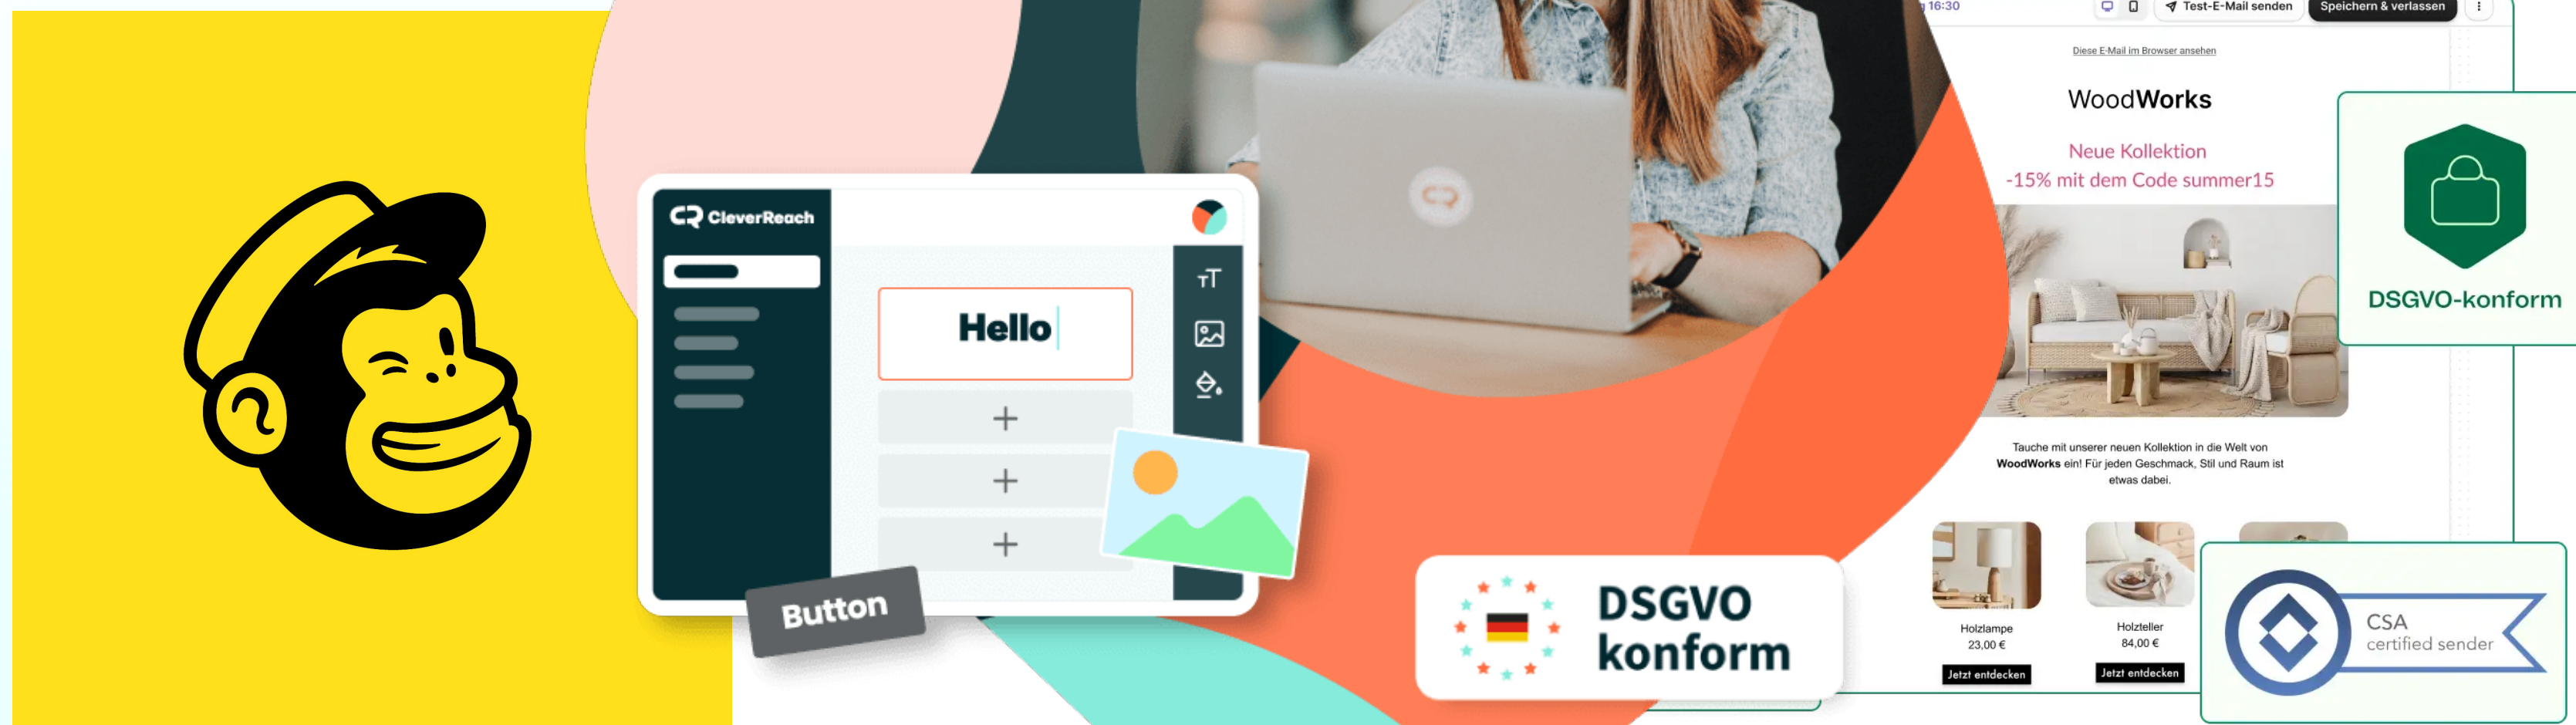 CleverReach
Hello
Button
DSGVO
konform
16:30
Test-E-Mail senden
Speichern & verlassen
Diese E-Mail im Browser ansehen
WoodWorks
Neue Kollektion
-15% mit dem Code summer15
Tauche mit unserer neuen Kollektion in die Welt von
WoodWorks ein! Für jeden Geschmack, Stil und Raum ist
etwas dabei.
Holzlampe
23,00 €
Jetzt entdecken
Holzteller
84,00 €
Jetzt entdecken
DSGVO-konform
CSA
certified sender